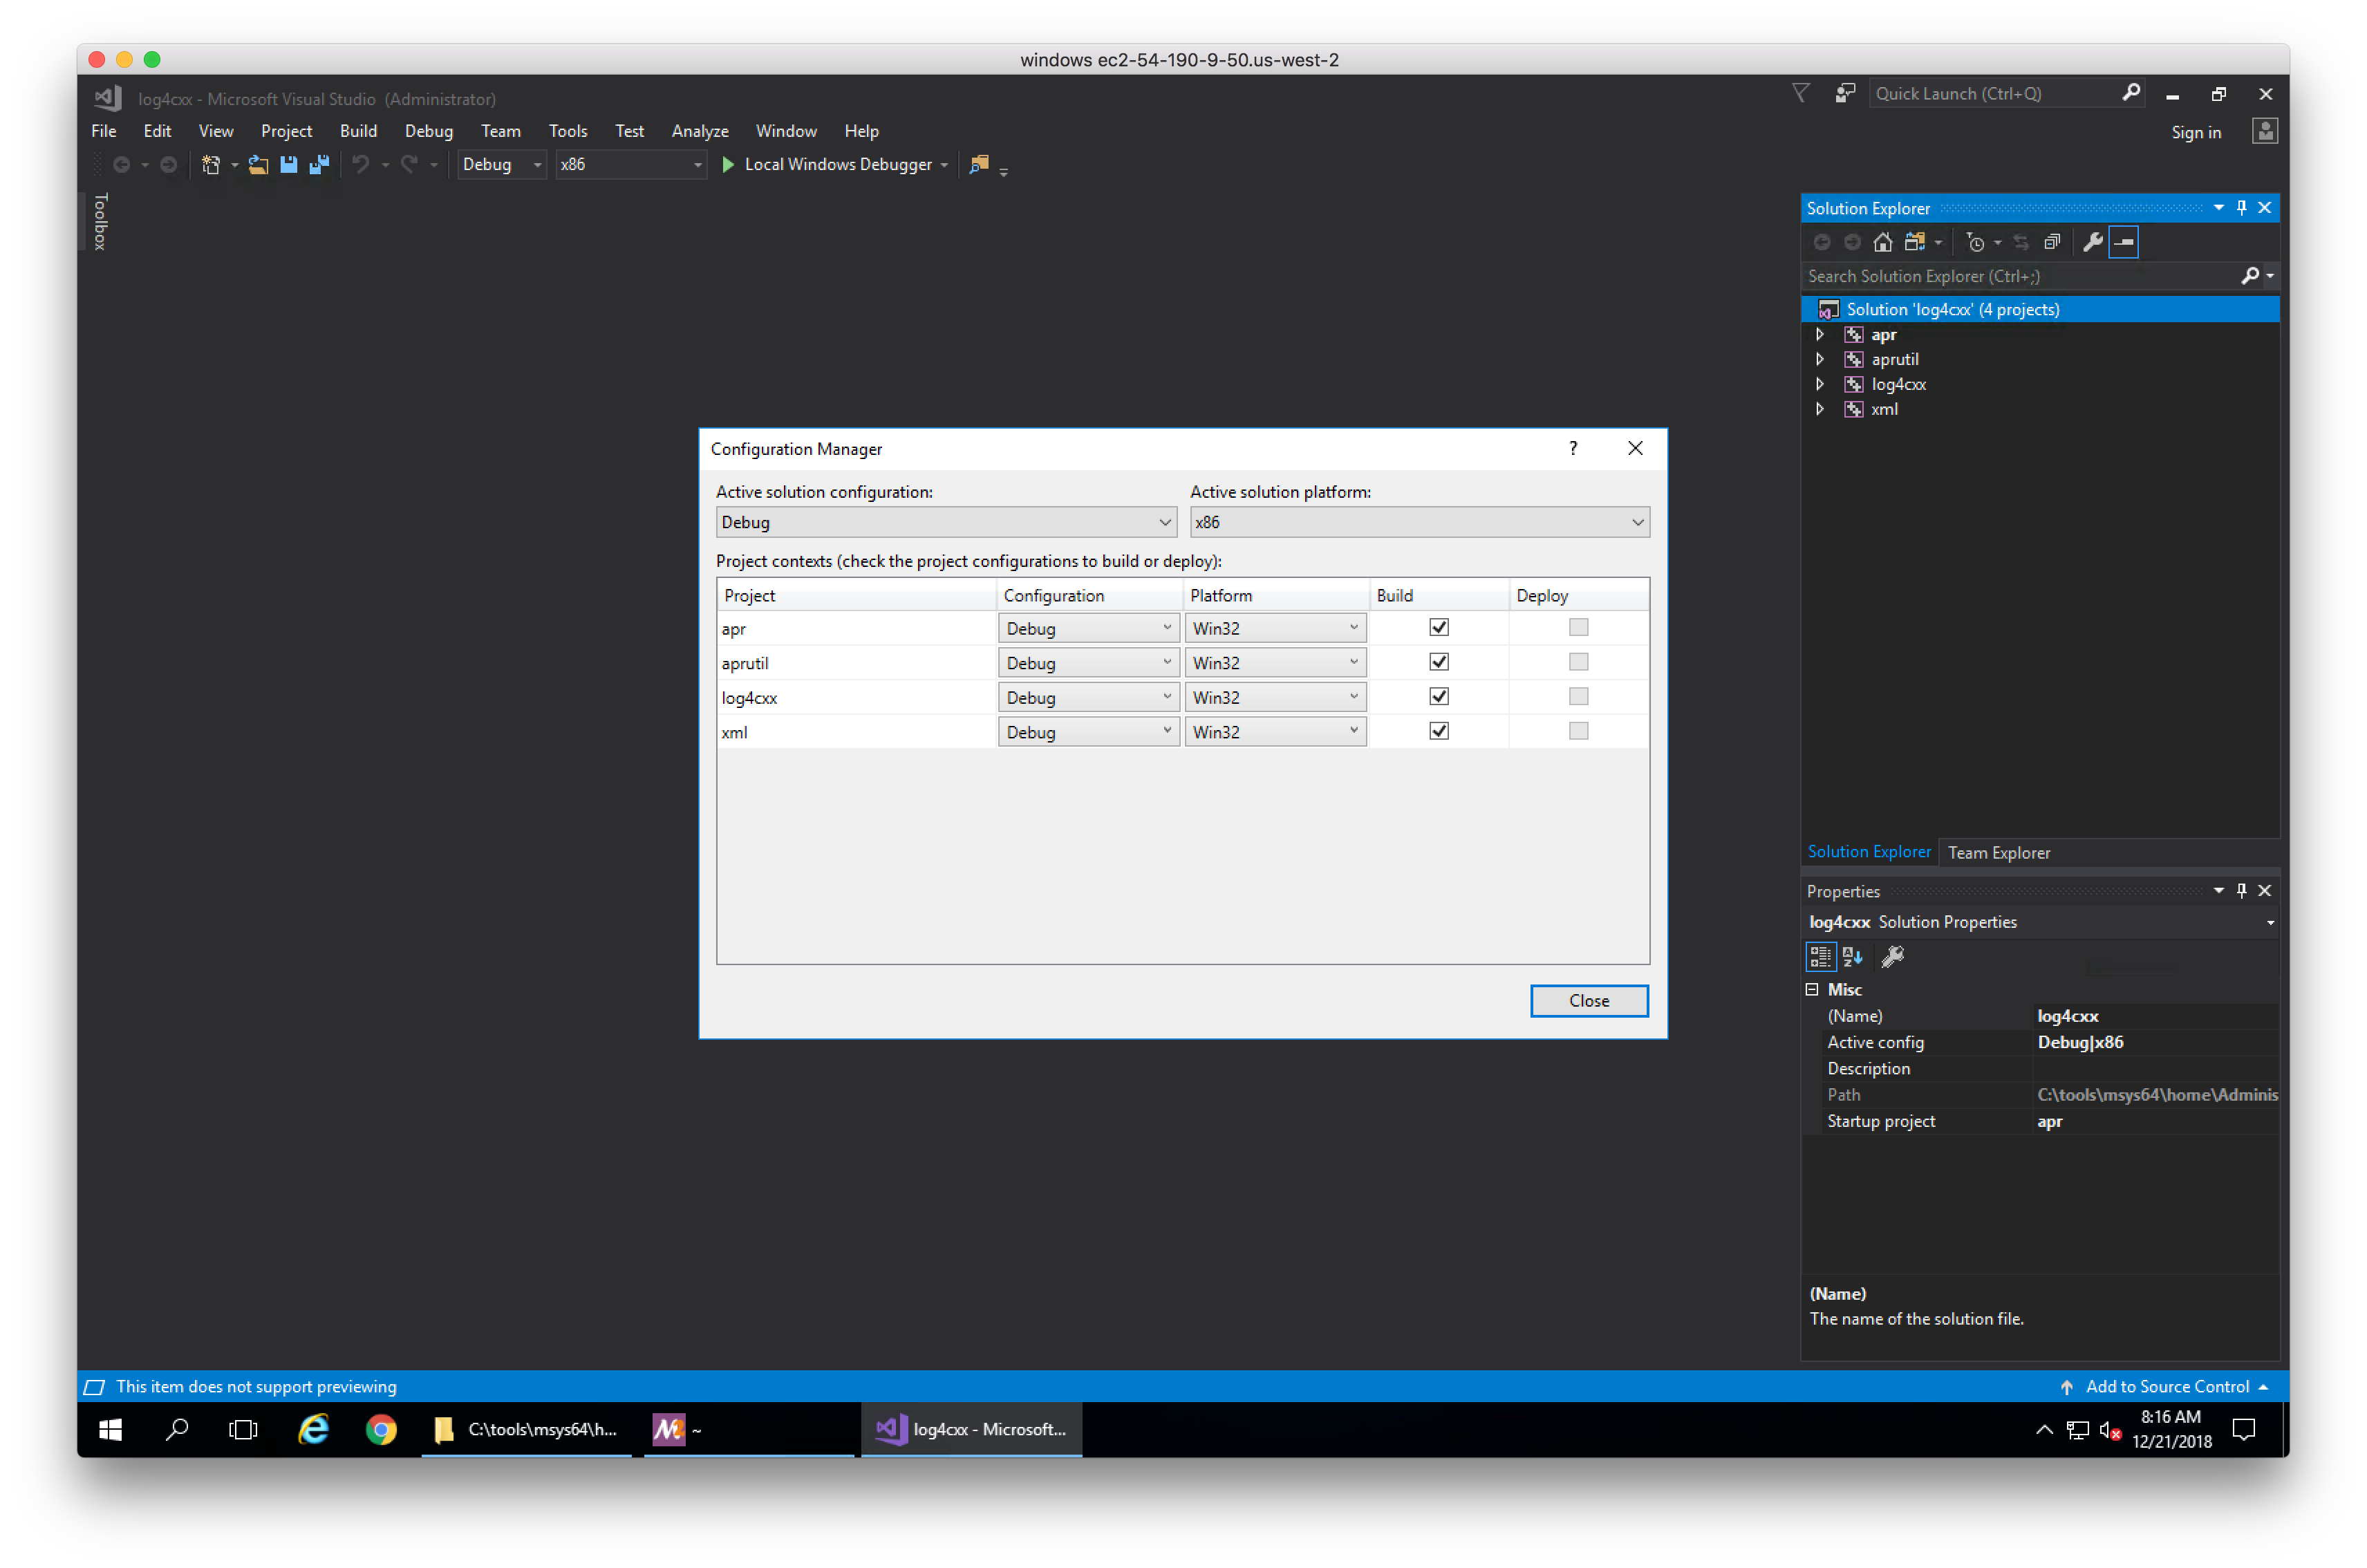 windows ec2-54-190-9-50.us-west-2
log4cxx - Microsoft Visual Studio (Administrator)
Quick Launch (Ctrl+Q)
File Edit View Project Build Debug Team Tools Test Analyze Window Help
Sign in
Debug x86 Local Windows Debugger
Toolbox
Solution Explorer
Search Solution Explorer (Ctrl+;)
Solution 'log4cxx' (4 projects)
apr
aprutil
log4cxx
xml
Configuration Manager ?
Active solution configuration: Active solution platform:
Debug x86
Project contexts (check the project configurations to build or deploy):
Project Configuration Platform Build Deploy
apr Debug Win32
aprutil Debug Win32
log4cxx Debug Win32
xml Debug Win32
Close
Solution Explorer Team Explorer
Properties
log4cxx Solution Properties
Misc
(Name) log4cxx
Active config Debug|x86
Description
Path C:\tools\msys64\home\Adminis
Startup project apr
(Name)
The name of the solution file.
This item does not support previewing
Add to Source Control
C:\tools\msys64\h...
~
log4cxx - Microsoft...
8:16 AM
12/21/2018